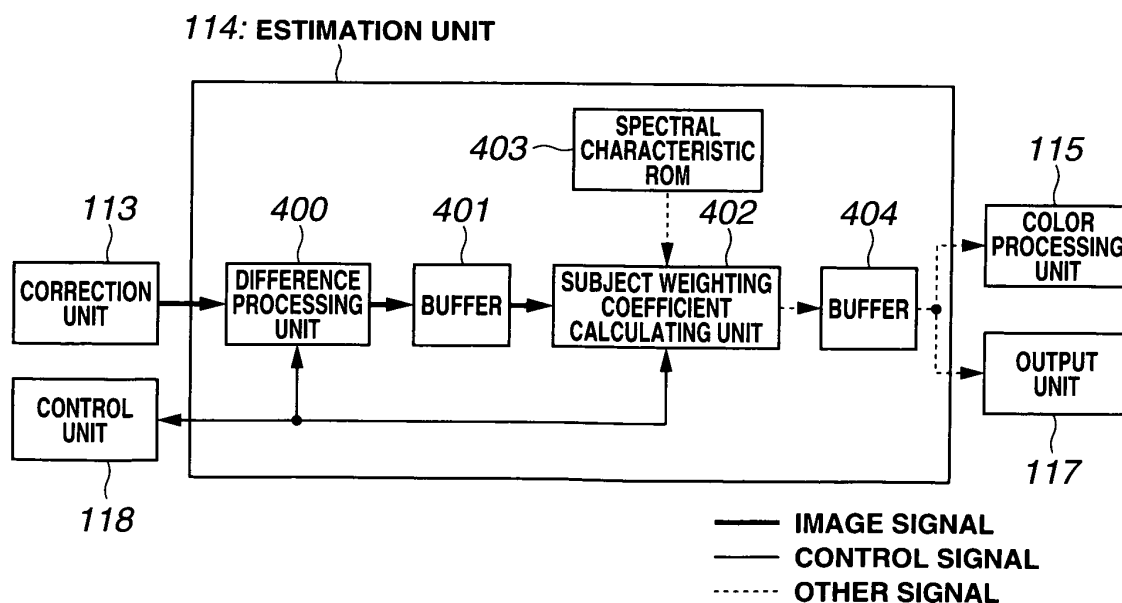 114: ESTIMATION UNIT
403
SPECTRAL
CHARACTERISTIC
ROM
113
400
401
402
404
115
CORRECTION
UNIT
DIFFERENCE
PROCESSING
UNIT
BUFFER
SUBJECT WEIGHTING
COEFFICIENT
CALCULATING UNIT
BUFFER
COLOR
PROCESSING
UNIT
CONTROL
UNIT
OUTPUT
UNIT
118
117
IMAGE SIGNAL
CONTROL SIGNAL
OTHER SIGNAL